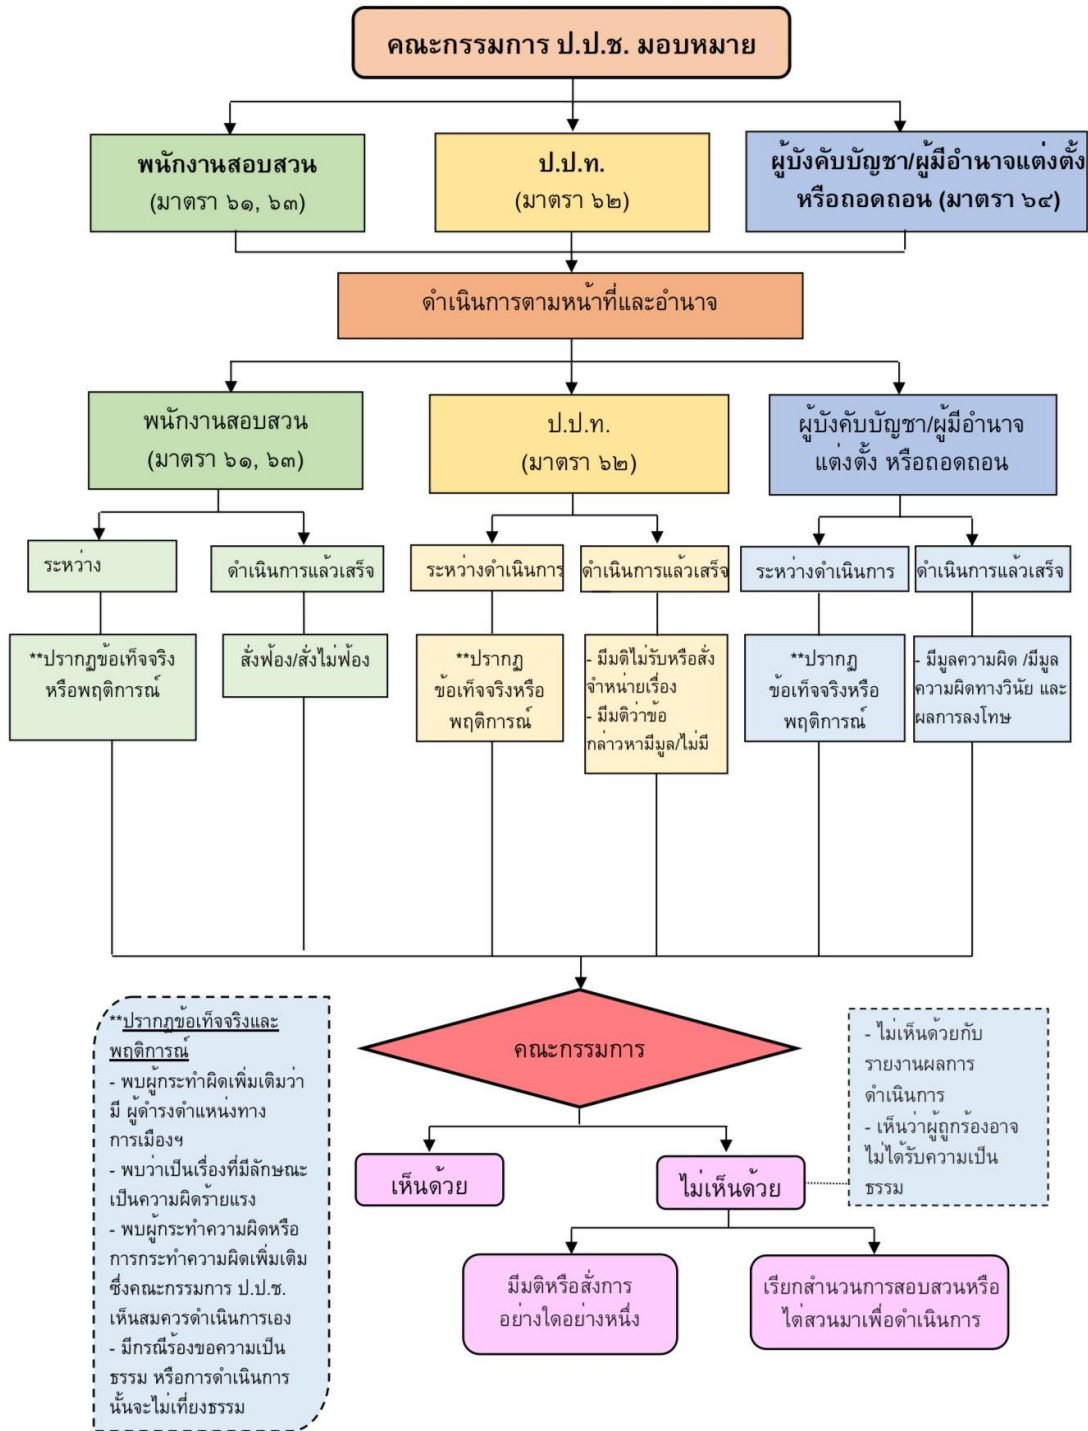 คณะกรรมการ ป.ป.ช. มอบหมาย
พนักงานสอบสวน
(มาตรา ๖๑, ๖๓)
ป.ป.ท.
(มาตรา ๖๒)
ผู้บังคับบัญชา/ผู้มีอำนาจแต่งตั้ง
หรือถอดถอน (มาตรา ๖๔)
ดำเนินการตามหน้าที่และอำนาจ
พนักงานสอบสวน
(มาตรา ๖๑, ๖๓)
ป.ป.ท.
(มาตรา ๖๒)
ผู้บังคับบัญชา/ผู้มีอำนาจ
แต่งตั้ง หรือถอดถอน
ระหว่าง
ดำเนินการแล้วเสร็จ
ระหว่างดำเนินการ
ดำเนินการแล้วเสร็จ
ระหว่างดำเนินการ
ดำเนินการแล้วเสร็จ
**ปรากฏข้อเท็จจริง
หรือพฤติการณ์
สั่งฟ้อง/สั่งไม่ฟ้อง
**ปรากฏ
ข้อเท็จจริงหรือ
พฤติการณ์
- มีมติไม่รับหรือสั่ง
จำหน่ายเรื่อง
- มีมติว่าข้อ
กล่าวหามีมูล/ไม่มี
**ปรากฏ
ข้อเท็จจริงหรือ
พฤติการณ์
- มีมูลความผิด /มีมูล
ความผิดทางวินัย และ
ผลการลงโทษ
**ปรากฏข้อเท็จจริงและ
พฤติการณ์
- พบผู้กระทำผิดเพิ่มเติมว่า
มี ผู้ดำรงตำแหน่งทาง
การเมืองฯ
- พบว่าเป็นเรื่องที่มีลักษณะ
เป็นความผิดร้ายแรง
- พบผู้กระทำความผิดหรือ
การกระทำความผิดเพิ่มเติม
ซึ่งคณะกรรมการ ป.ป.ช.
เห็นสมควรดำเนินการเอง
- มีกรณีร้องขอความเป็น
ธรรม หรือการดำเนินการ
นั้นจะไม่เที่ยงธรรม
คณะกรรมการ
- ไม่เห็นด้วยกับ
รายงานผลการ
ดำเนินการ
- เห็นว่าผู้ถูกร้องอาจ
ไม่ได้รับความเป็น
ธรรม
เห็นด้วย
ไม่เห็นด้วย
มีมติหรือสั่งการ
อย่างใดอย่างหนึ่ง
เรียกสำนวนการสอบสวนหรือ
ไต่สวนมาเพื่อดำเนินการ